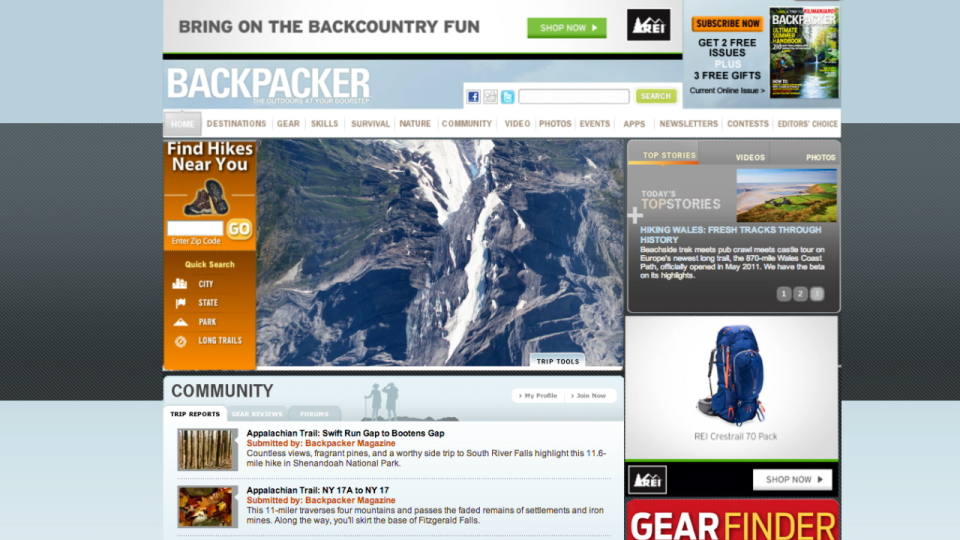 BRING ON THE BACKCOUNTRY FUN
SHOP NOW
REI
SUBSCRIBE NOW
GET 2 FREE
ISSUES
PLUS
3 FREE GIFTS
Current Online Issue >
BACKPACKER
ULTIMATE
SUMMER
HANDBOOK
BACKPACKER
THE OUTDOORS AT YOUR DOORSTEP
SEARCH
HOME
DESTINATIONS
GEAR
SKILLS
SURVIVAL
NATURE
COMMUNITY
VIDEO
PHOTOS
EVENTS
APPS
NEWSLETTERS
CONTESTS
EDITORS' CHOICE
Find Hikes
Near You
GO
Enter Zip Code
Quick Search
CITY
STATE
PARK
LONG TRAILS
TRIP TOOLS
TOP STORIES
VIDEOS
PHOTOS
TODAY'S
TOPSTORIES
HIKING WALES: FRESH TRACKS THROUGH
HISTORY
Beachside trek meets pub crawl meets castle tour on
Europe's newest long trail, the 870-mile Wales Coast
Path, officially opened in May 2011. We have the beta
on its highlights.
1 2 3
REI Crestrail 70 Pack
REI
SHOP NOW
GEAR FINDER
COMMUNITY
› My Profile
› Join Now
TRIP REPORTS
GEAR REVIEWS
FORUMS
Appalachian Trail: Swift Run Gap to Bootens Gap
Submitted by: Backpacker Magazine
Countless views, fragrant pines, and a worthy side trip to South River Falls highlight this 11.6-
mile hike in Shenandoah National Park.
Appalachian Trail: NY 17A to NY 17
Submitted by: Backpacker Magazine
This 11-miler traverses four mountains and passes the faded remains of settlements and iron
mines. Along the way, you'll skirt the base of Fitzgerald Falls.